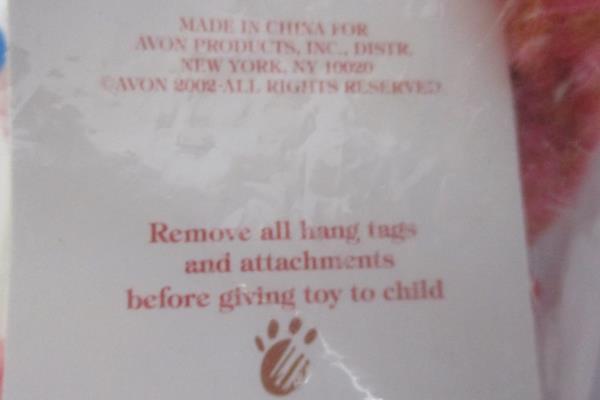 MADE IN CHINA FOR
AVON PRODUCTS, INC., DISTR.
NEW YORK, NY 10020
©AVON 2002-ALL RIGHTS RESERVED
Remove all hang tags
and attachments
before giving toy to child